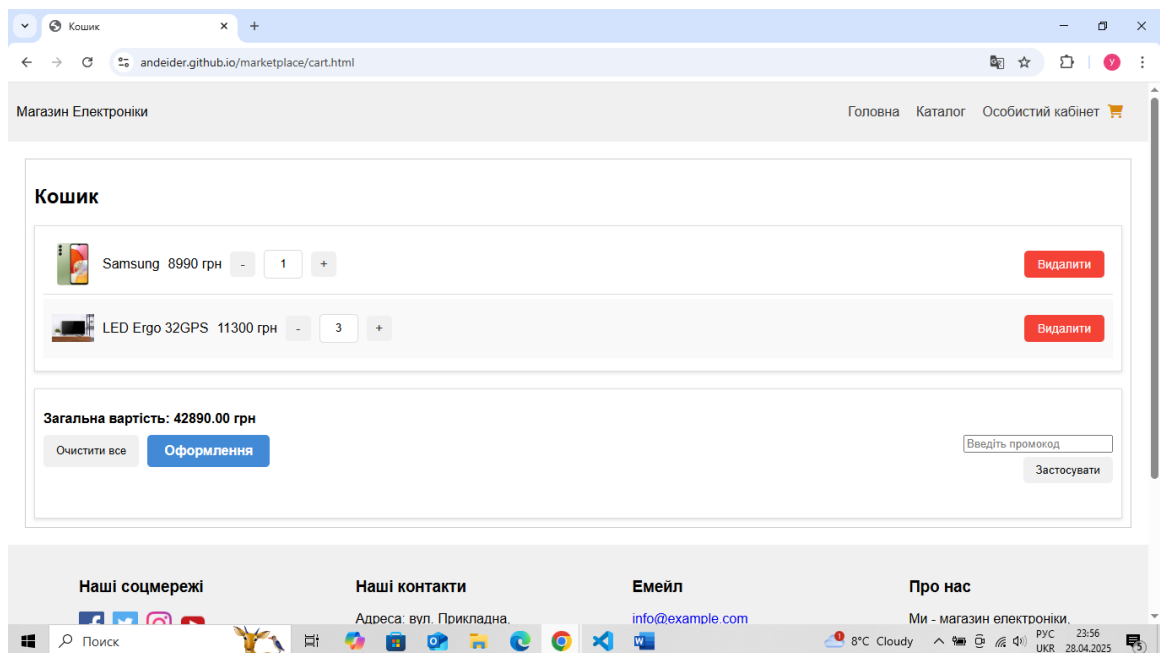 Кошик
andeider.github.io/marketplace/cart.html
У
Магазин Електроніки
Головна Каталог Особистий кабінет
Кошик
Samsung 8990 грн - 1 + Видалити
LED Ergo 32GPS 11300 грн - 3 + Видалити
Загальна вартість: 42890.00 грн
Очистити все Оформлення
Введіть промокод
Застосувати
Наші соцмережі Наші контакти Емейл Про нас
Адреса: вул. Прикладна, info@example.com Ми - магазин електроніки,
Поиск 8°C Cloudy РУС 23:56
UKR 28.04.2025